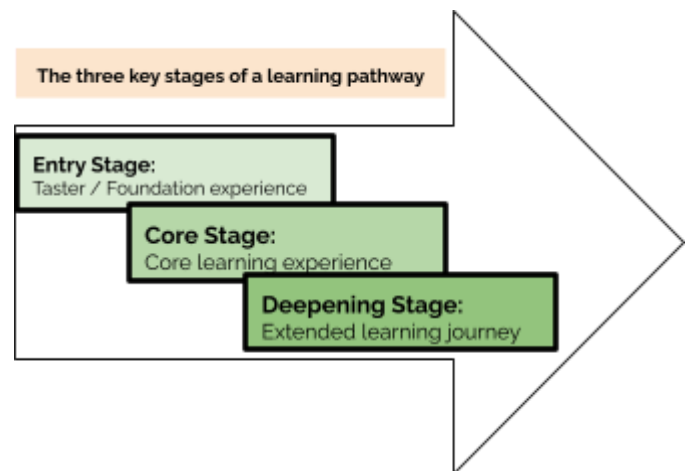 The three key stages of a learning pathway
Entry Stage:
Taster / Foundation experience
Core Stage:
Core learning experience
Deepening Stage:
Extended learning journey